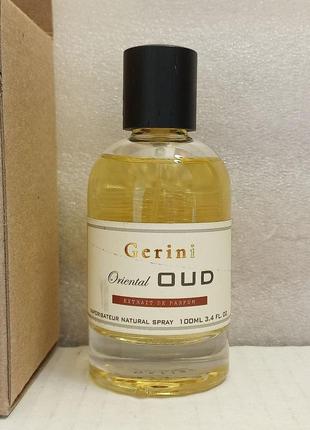 Gerini
Oriental OUD
EXTRAIT DE PARFUM
VAPORISATEUR NATURAL SPRAY 100ML 3.4 FL OZ